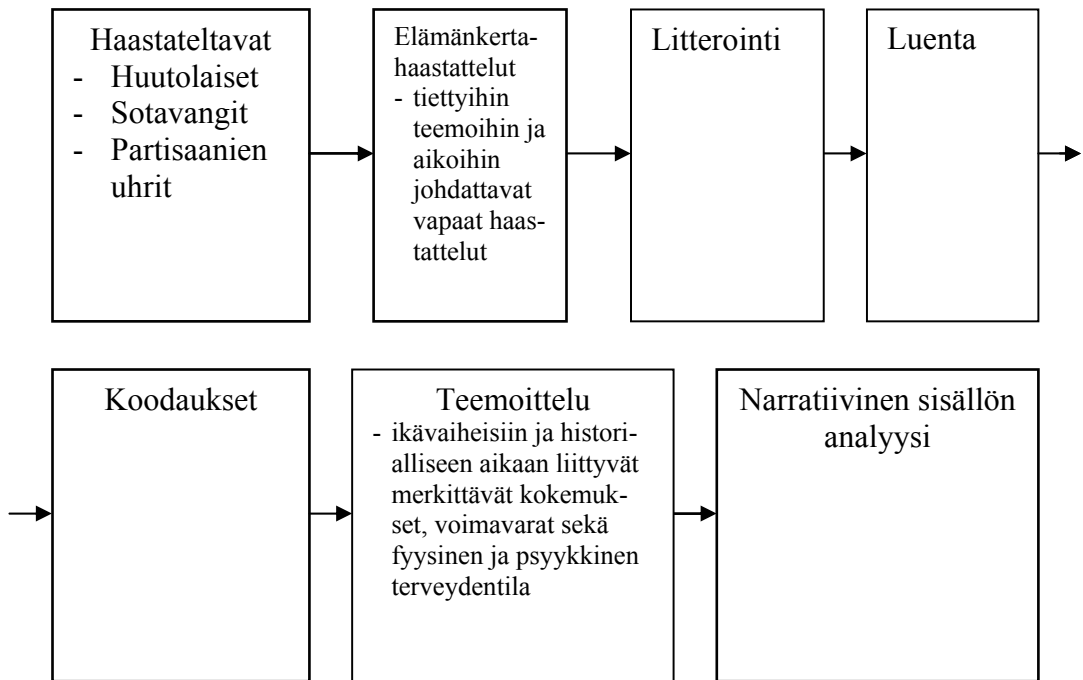 Haastateltavat
- Huutolaiset
- Sotavangit
- Partisaanien
uhrit
Elämänkerta-
haastattelut
- tiettyihin
teemoihin ja
aikoihin
johdattavat
vapaat haas-
tattelut
Litterointi
Luenta
Koodaukset
Teemoittelu
- ikävaiheisiin ja histori-
alliseen aikaan liittyvät
merkittävät kokemuk-
set, voimavarat sekä
fyysinen ja psyykkinen
terveydentila
Narratiivinen sisällön
analyysi